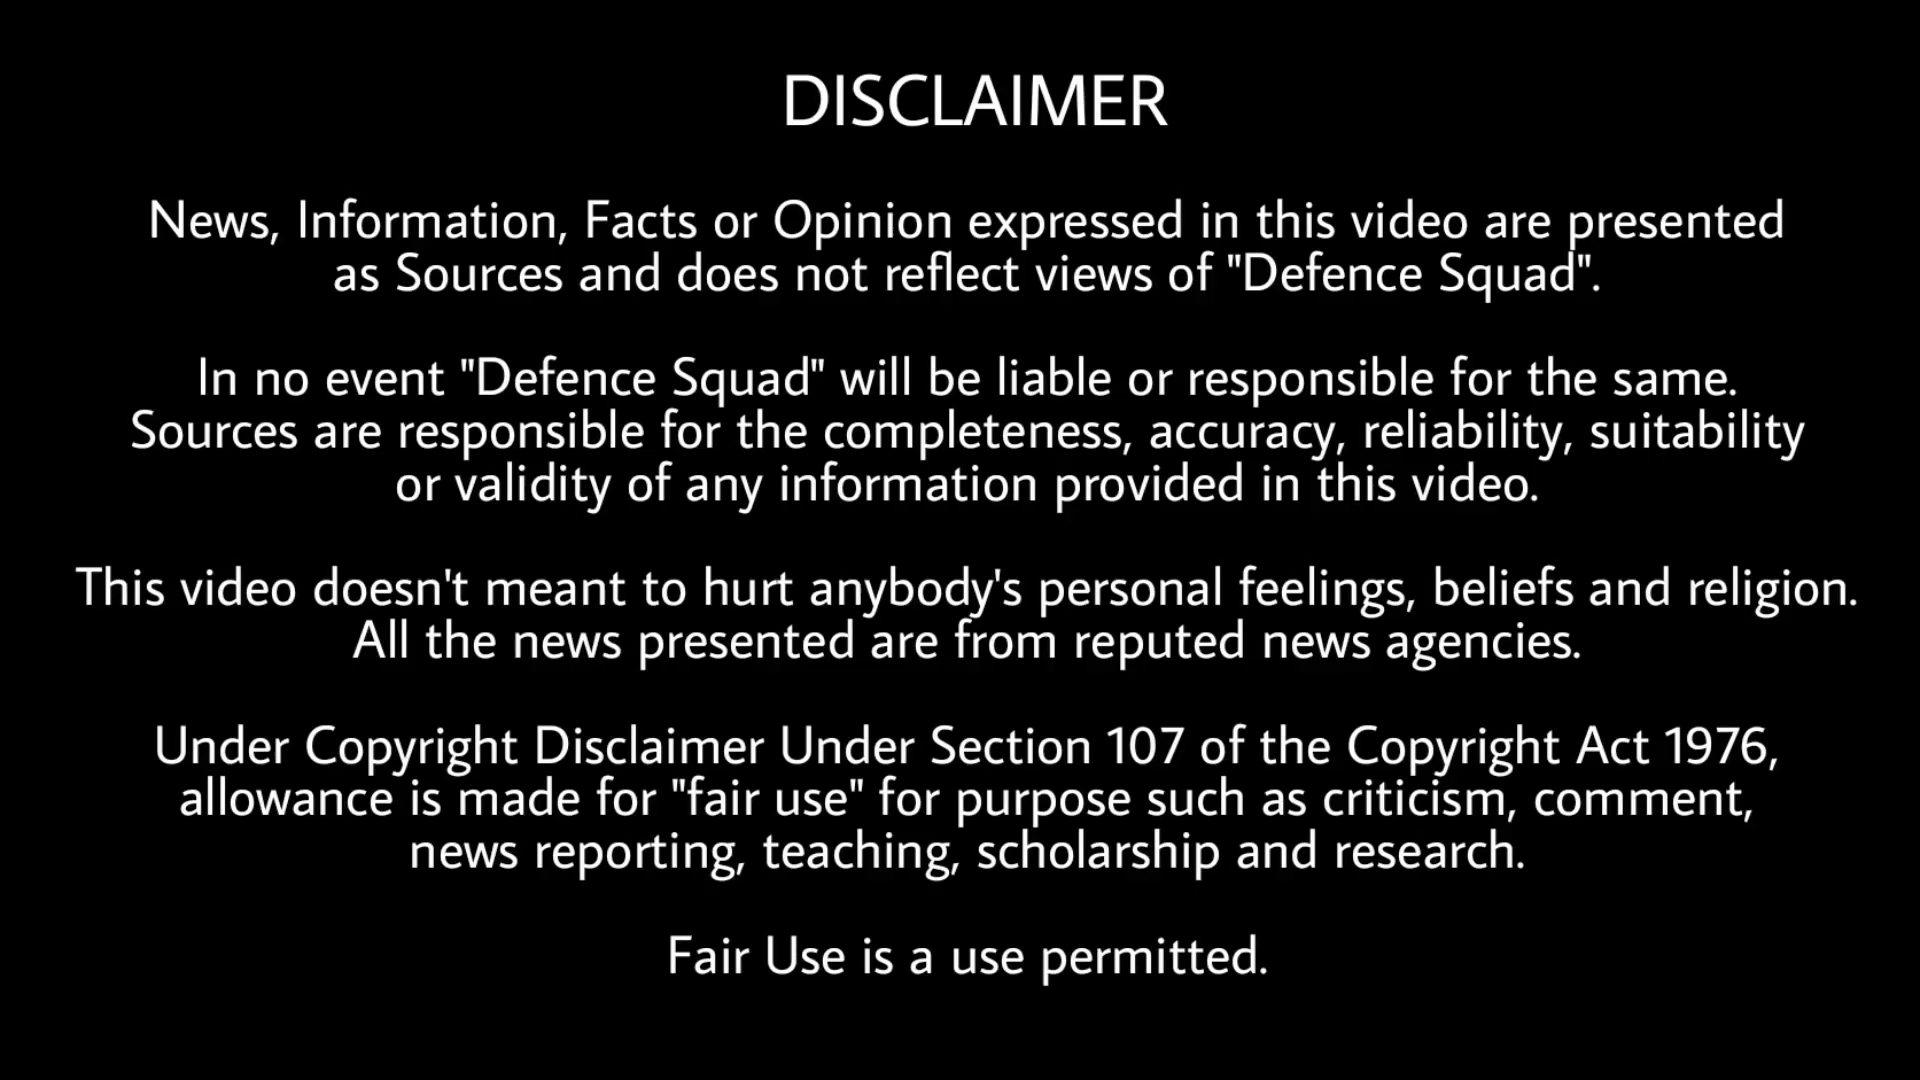 DISCLAIMER
News, Information, Facts or Opinion expressed in this video are presented
as Sources and does not reflect views of "Defence Squad".
In no event "Defence Squad" will be liable or responsible for the same.
Sources are responsible for the completeness, accuracy, reliability, suitability
or validity of any information provided in this video.
This video doesn't meant to hurt anybody's personal feelings, beliefs and religion.
All the news presented are from reputed news agencies.
Under Copyright Disclaimer Under Section 107 of the Copyright Act 1976,
allowance is made for "fair use" for purpose such as criticism, comment,
news reporting, teaching, scholarship and research.
Fair Use is a use permitted.